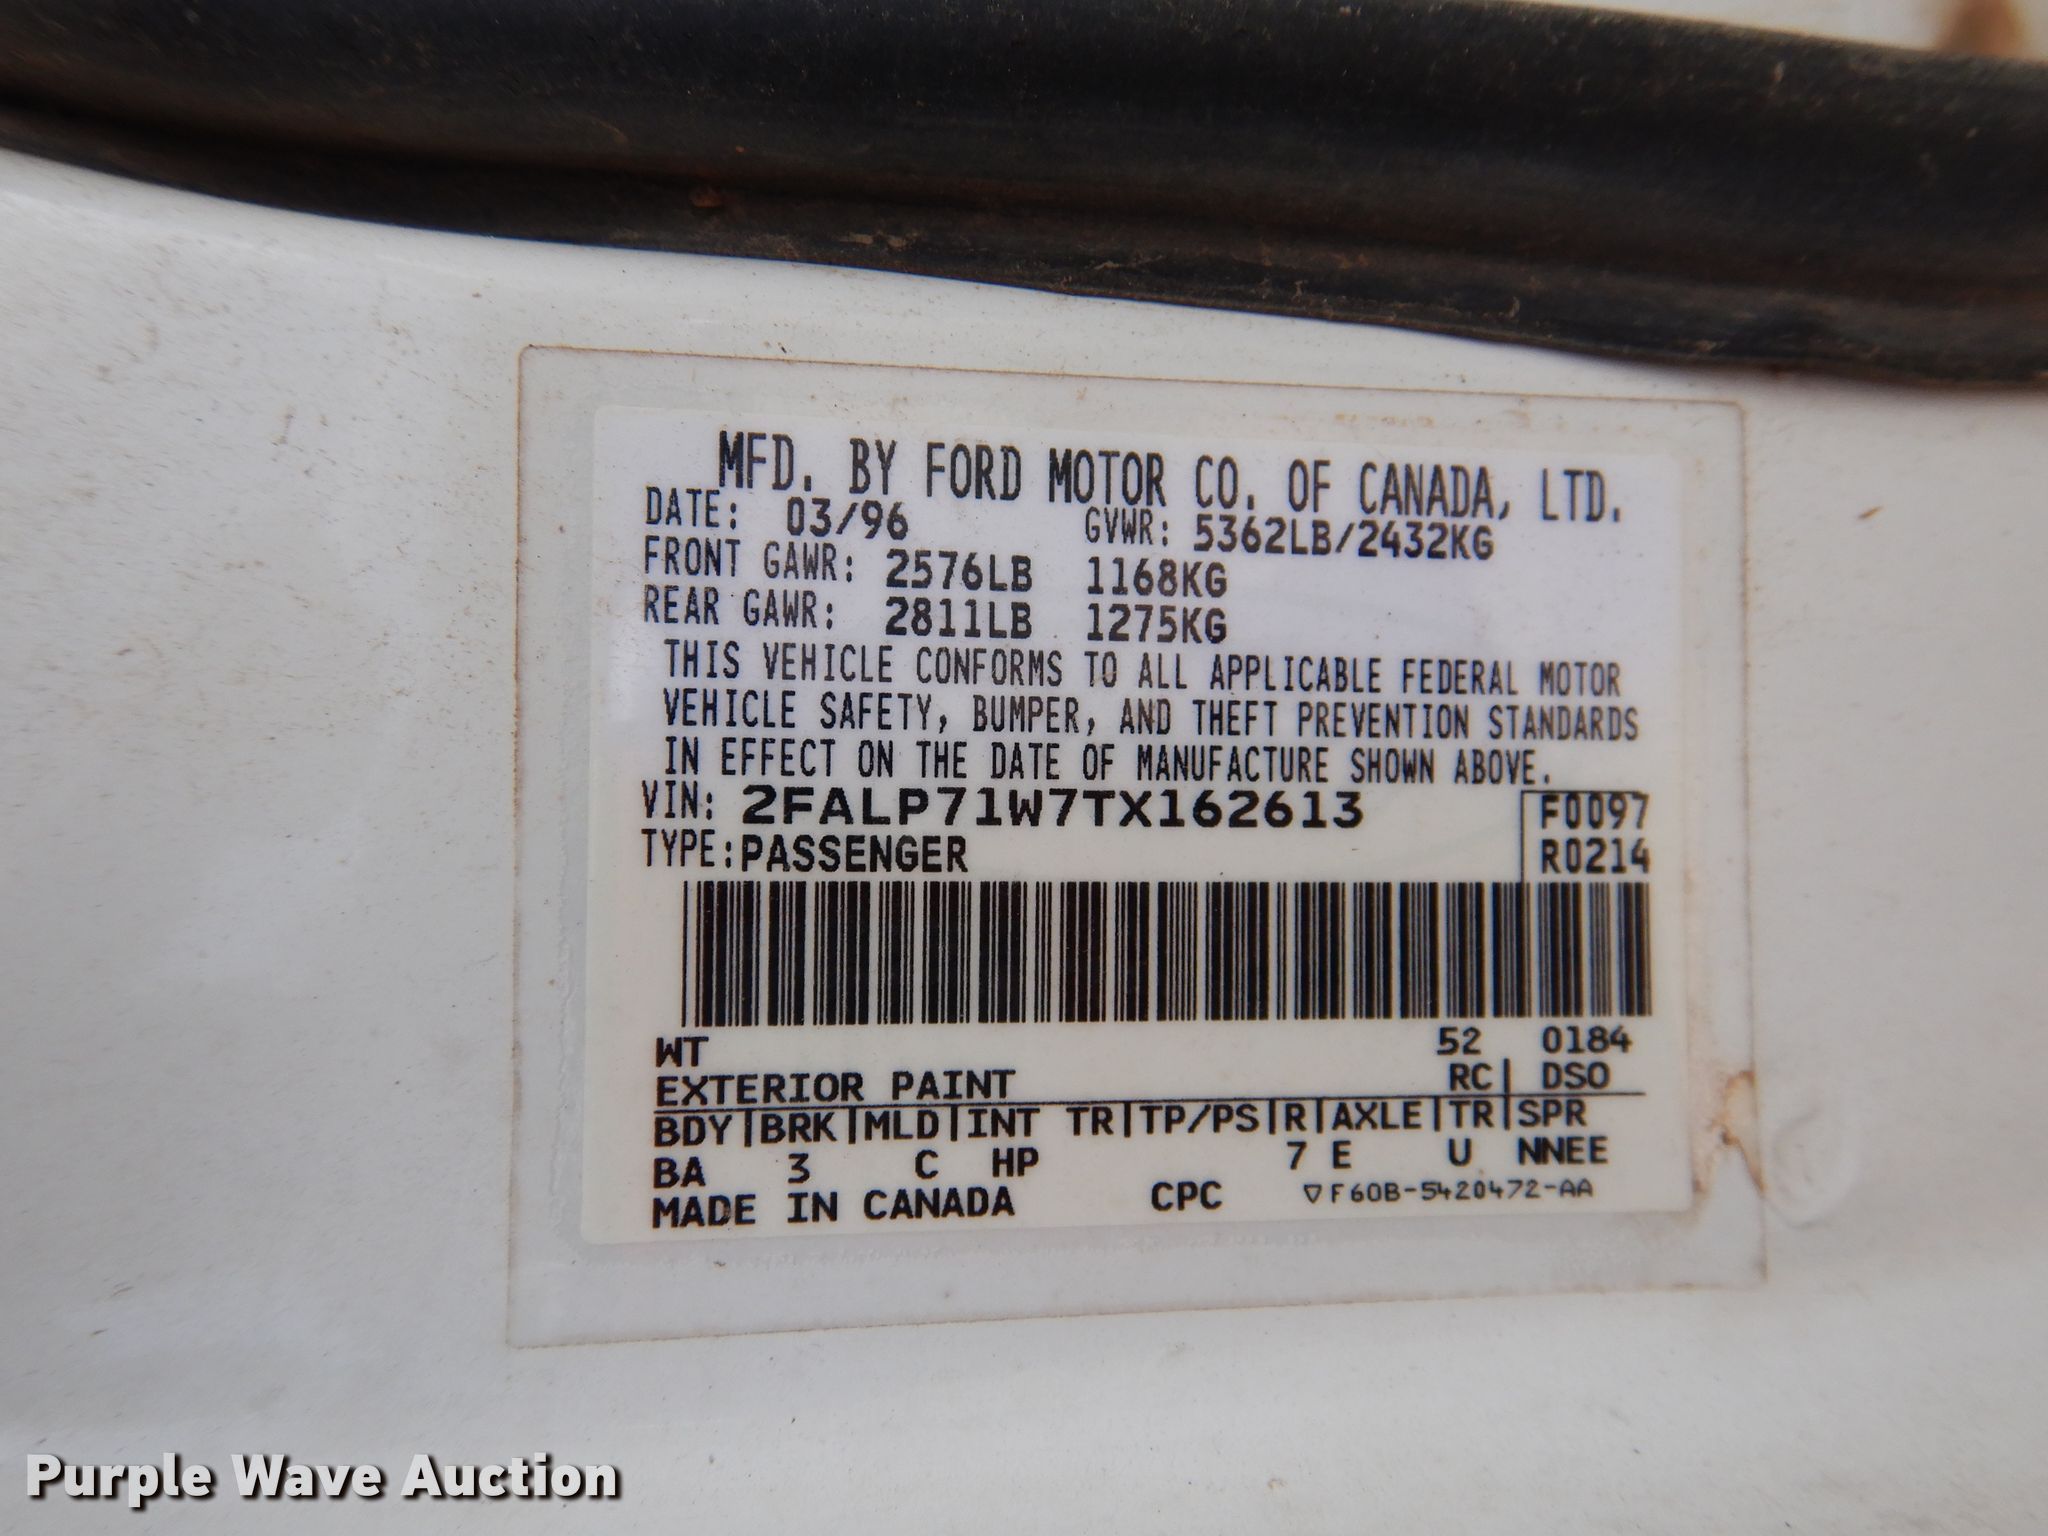 MFD. BY FORD MOTOR CO. OF CANADA, LTD.
DATE: 03/96 GVWR: 5362LB/2432KG
FRONT GAWR: 2576LB 1168KG
REAR GAWR: 2811LB 1275KG
THIS VEHICLE CONFORMS TO ALL APPLICABLE FEDERAL MOTOR
VEHICLE SAFETY, BUMPER, AND THEFT PREVENTION STANDARDS
IN EFFECT ON THE DATE OF MANUFACTURE SHOWN ABOVE.
VIN: 2FALP71W7TX162613 F0097
TYPE: PASSENGER R0214
WT 52 0184
EXTERIOR PAINT RC| DSO
BDY|BRK|MLD|INT TR|TP/PS|R|AXLE|TR|SPR
BA 3 C HP 7 E U NNEE
MADE IN CANADA CPC ▽F60B-5420472-AA
Purple Wave Auction